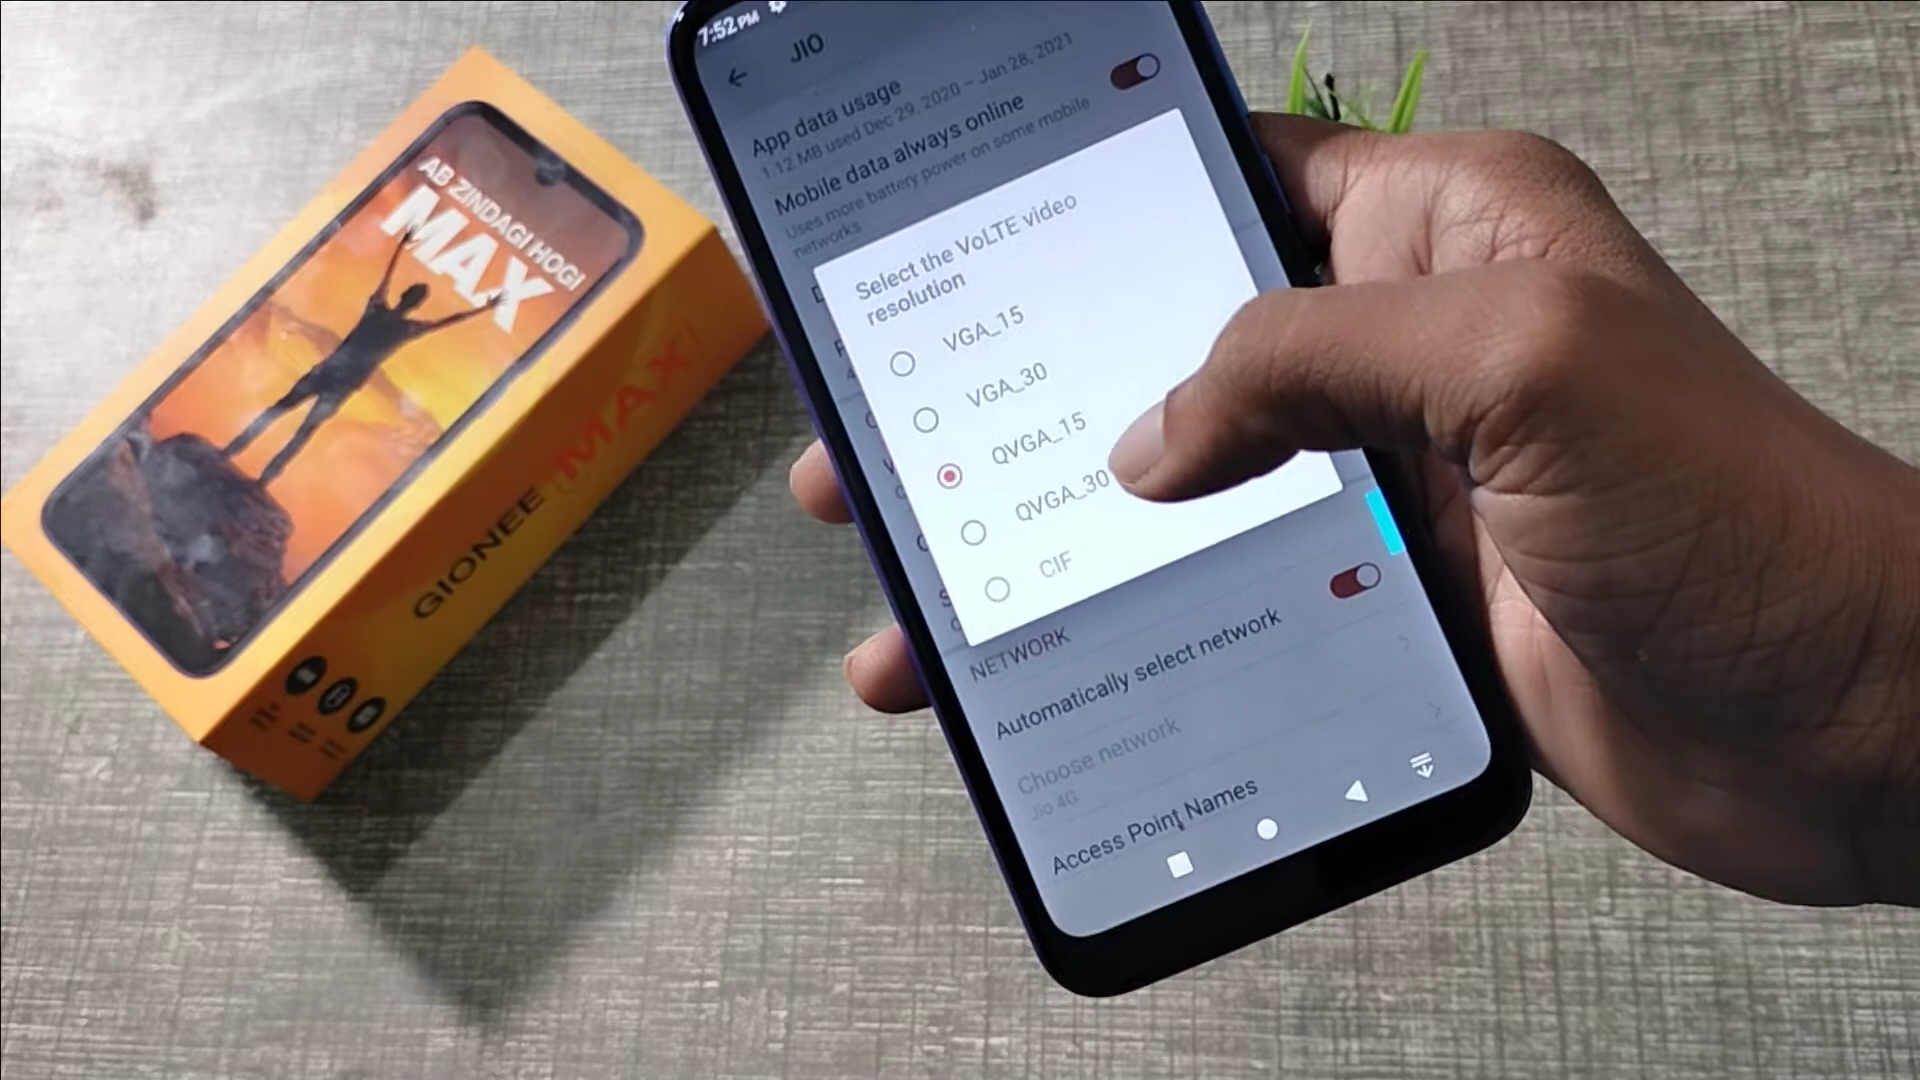 AB ZINDAGI HOGI
MAX
GIONEE MAX
7:52 PM
JIO
App data usage
1.12 MB used Dec 29, 2020 – Jan 28, 2021
Mobile data always online
Uses more battery power on some mobile
networks
Select the VoLTE video
resolution
VGA_15
VGA_30
QVGA_15
QVGA_30
CIF
NETWORK
Automatically select network
Choose network
Jio 4G
Access Point Names